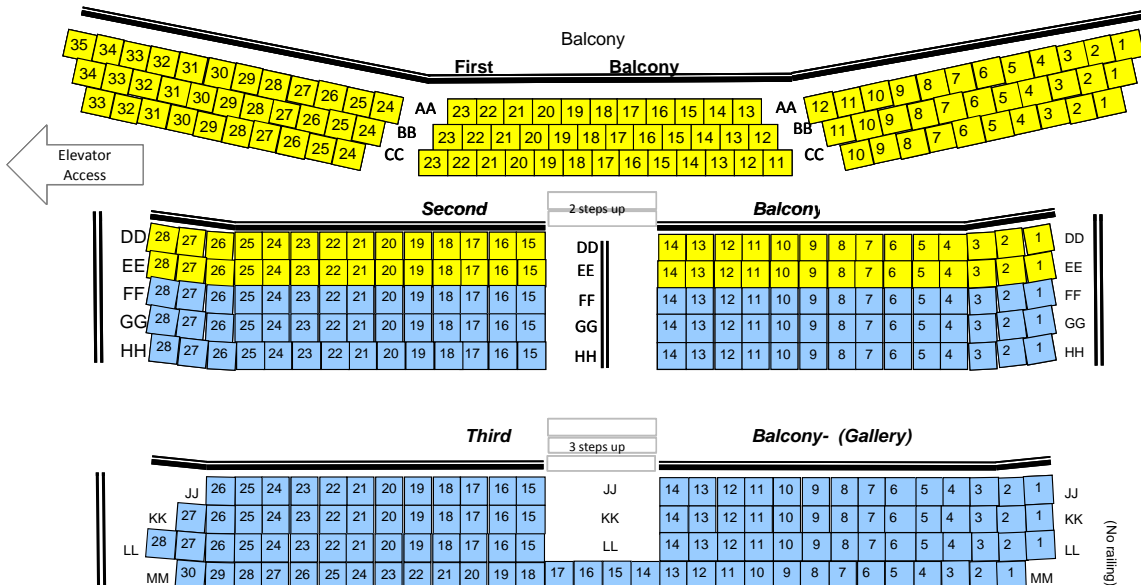 Balcony
First Balcony
35 34 33 32 31 30 29 28 27 26 25 24 AA 23 22 21 20 19 18 17 16 15 14 13 AA 12 11 10 9 8 7 6 5 4 3 2 1
34 33 32 31 30 29 28 27 26 25 24 BB 23 22 21 20 19 18 17 16 15 14 13 12 BB 11 10 9 8 7 6 5 4 3 2 1
33 32 31 30 29 28 27 26 25 24 CC 23 22 21 20 19 18 17 16 15 14 13 12 11 CC 10 9 8 7 6 5 4 3 2 1
Elevator
Access
Second 2 steps up Balcony
DD 28 27 26 25 24 23 22 21 20 19 18 17 16 15 DD 14 13 12 11 10 9 8 7 6 5 4 3 2 1 DD
EE 28 27 26 25 24 23 22 21 20 19 18 17 16 15 EE 14 13 12 11 10 9 8 7 6 5 4 3 2 1 EE
FF 28 27 26 25 24 23 22 21 20 19 18 17 16 15 FF 14 13 12 11 10 9 8 7 6 5 4 3 2 1 FF
GG 28 27 26 25 24 23 22 21 20 19 18 17 16 15 GG 14 13 12 11 10 9 8 7 6 5 4 3 2 1 GG
HH 28 27 26 25 24 23 22 21 20 19 18 17 16 15 HH 14 13 12 11 10 9 8 7 6 5 4 3 2 1 HH
Third 3 steps up Balcony- (Gallery)
JJ 26 25 24 23 22 21 20 19 18 17 16 15 JJ 14 13 12 11 10 9 8 7 6 5 4 3 2 1 JJ
KK 27 26 25 24 23 22 21 20 19 18 17 16 15 KK 14 13 12 11 10 9 8 7 6 5 4 3 2 1 KK
LL 28 27 26 25 24 23 22 21 20 19 18 17 16 15 LL 14 13 12 11 10 9 8 7 6 5 4 3 2 1 LL
MM 30 29 28 27 26 25 24 23 22 21 20 19 18 17 16 15 14 13 12 11 10 9 8 7 6 5 4 3 2 1 MM
(No railing)